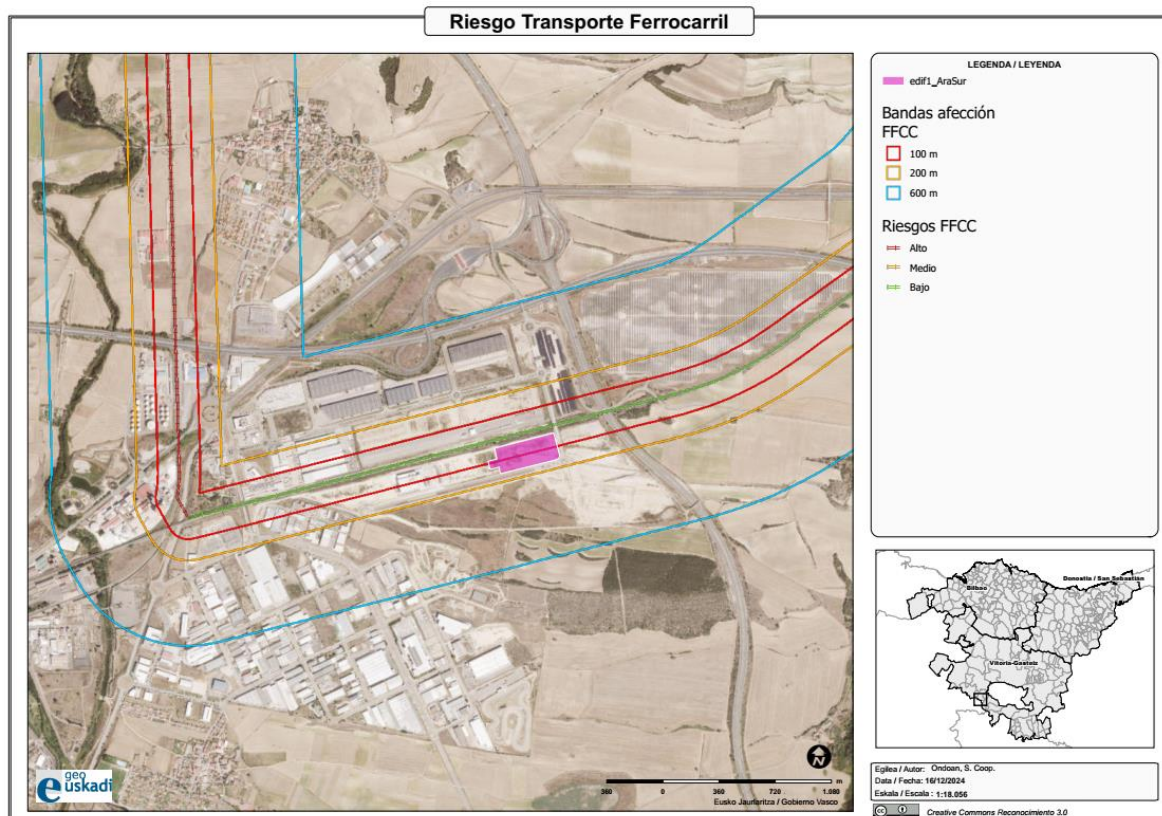 Riesgo Transporte Ferrocarril
LEGENDA / LEYENDA
edif1_AraSur
Bandas afección
FFCC
100 m
200 m
600 m
Riesgos FFCC
Alto
Medio
Bajo
Donostia / San Sebastián
Bilbao
Vitoria-Gasteiz
N
360 0 360 720 1.080 m
Eusko Jaurlaritza / Gobierno Vasco
geo
euskadi
Egilea / Autor: Ondoan, S. Coop.
Data / Fecha: 16/12/2024
Eskala / Escala : 1:18.056
cc Creative Commons Reconocimiento 3.0